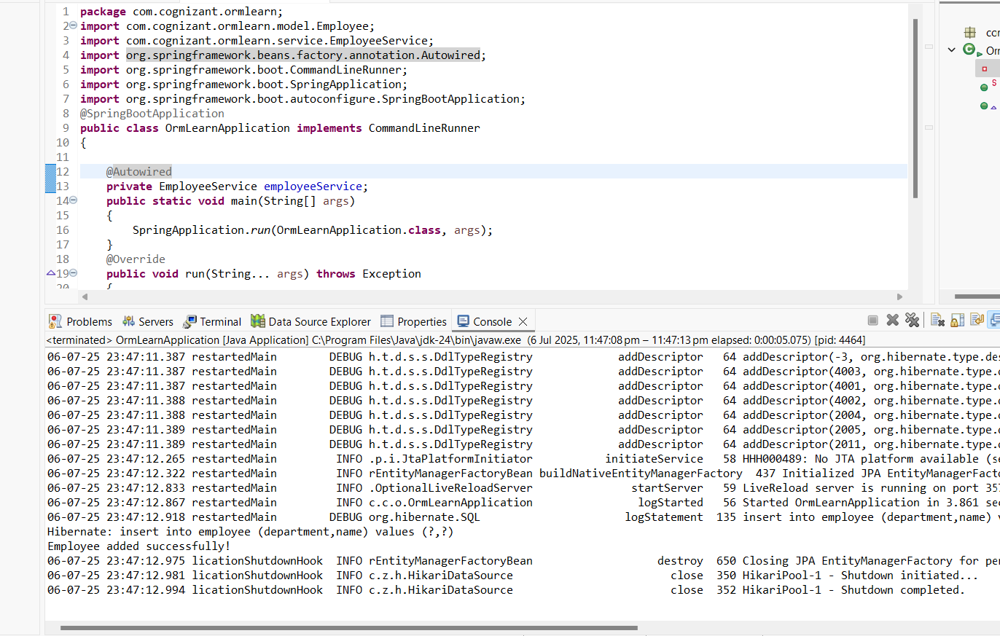 1 package com.cognizant.ormlearn;
2 import com.cognizant.ormlearn.model.Employee;
3 import com.cognizant.ormlearn.service.EmployeeService;
4 import org.springframework.beans.factory.annotation.Autowired;
5 import org.springframework.boot.CommandLineRunner;
6 import org.springframework.boot.SpringApplication;
7 import org.springframework.boot.autoconfigure.SpringBootApplication;
8 @SpringBootApplication
9 public class OrmLearnApplication implements CommandLineRunner
10 {
11
12 @Autowired
13 private EmployeeService employeeService;
14 public static void main(String[] args)
15 {
16 SpringApplication.run(OrmLearnApplication.class, args);
17 }
18 @Override
19 public void run(String... args) throws Exception
20 {
Problems Servers Terminal Data Source Explorer Properties Console
<terminated> OrmLearnApplication [Java Application] C:\Program Files\Java\jdk-24\bin\javaw.exe (6 Jul 2025, 11:47:08 pm – 11:47:13 pm elapsed: 0:00:05.075) [pid: 4464]
06-07-25 23:47:11.387 restartedMain DEBUG h.t.d.s.s.DdlTypeRegistry addDescriptor 64 addDescriptor(-3, org.hibernate.type.des
06-07-25 23:47:11.387 restartedMain DEBUG h.t.d.s.s.DdlTypeRegistry addDescriptor 64 addDescriptor(4003, org.hibernate.type.
06-07-25 23:47:11.387 restartedMain DEBUG h.t.d.s.s.DdlTypeRegistry addDescriptor 64 addDescriptor(4001, org.hibernate.type.
06-07-25 23:47:11.388 restartedMain DEBUG h.t.d.s.s.DdlTypeRegistry addDescriptor 64 addDescriptor(4002, org.hibernate.type.
06-07-25 23:47:11.388 restartedMain DEBUG h.t.d.s.s.DdlTypeRegistry addDescriptor 64 addDescriptor(2004, org.hibernate.type.
06-07-25 23:47:11.389 restartedMain DEBUG h.t.d.s.s.DdlTypeRegistry addDescriptor 64 addDescriptor(2005, org.hibernate.type.
06-07-25 23:47:11.389 restartedMain DEBUG h.t.d.s.s.DdlTypeRegistry addDescriptor 64 addDescriptor(2011, org.hibernate.type.
06-07-25 23:47:12.265 restartedMain INFO .p.i.JtaPlatformInitiator initiateService 58 HHH000489: No JTA platform available (se
06-07-25 23:47:12.322 restartedMain INFO rEntityManagerFactoryBean buildNativeEntityManagerFactory 437 Initialized JPA EntityManagerFacto
06-07-25 23:47:12.833 restartedMain INFO .OptionalLiveReloadServer startServer 59 LiveReload server is running on port 357
06-07-25 23:47:12.867 restartedMain INFO c.c.o.OrmLearnApplication logStarted 56 Started OrmLearnApplication in 3.861 sec
06-07-25 23:47:12.918 restartedMain DEBUG org.hibernate.SQL logStatement 135 insert into employee (department,name) v
Hibernate: insert into employee (department,name) values (?,?)
Employee added successfully!
06-07-25 23:47:12.975 licationShutdownHook INFO rEntityManagerFactoryBean destroy 650 Closing JPA EntityManagerFactory for per
06-07-25 23:47:12.981 licationShutdownHook INFO c.z.h.HikariDataSource close 350 HikariPool-1 - Shutdown initiated...
06-07-25 23:47:12.994 licationShutdownHook INFO c.z.h.HikariDataSource close 352 HikariPool-1 - Shutdown completed.